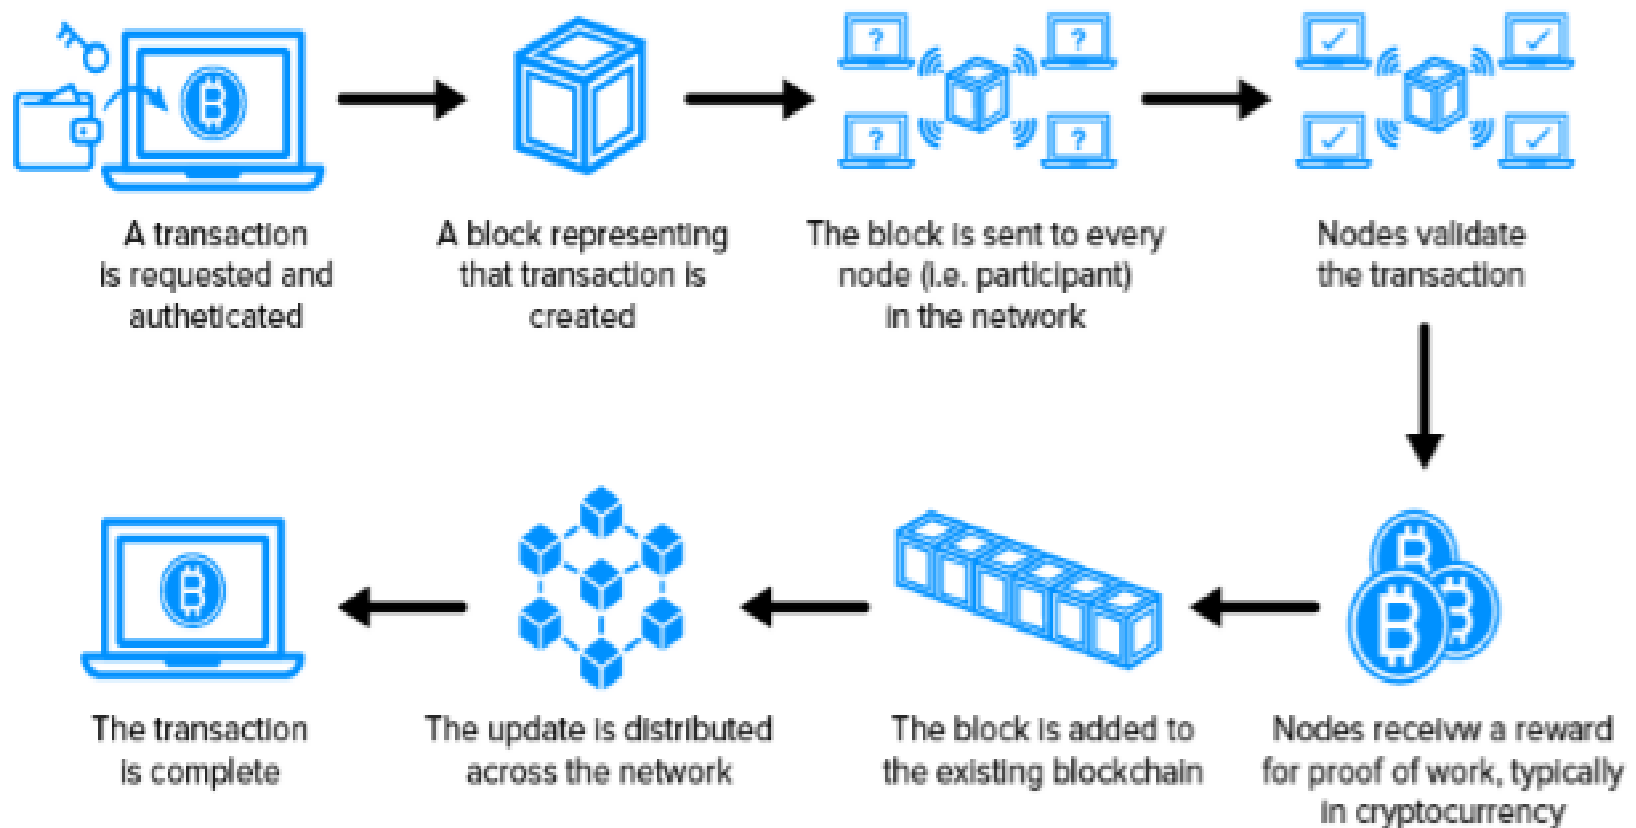 A transaction
is requested and
autheticated
A block representing
that transaction is
created
The block is sent to every
node (i.e. participant)
in the network
Nodes validate
the transaction
The transaction
is complete
The update is distributed
across the network
The block is added to
the existing blockchain
Nodes receivw a reward
for proof of work, typically
in cryptocurrency